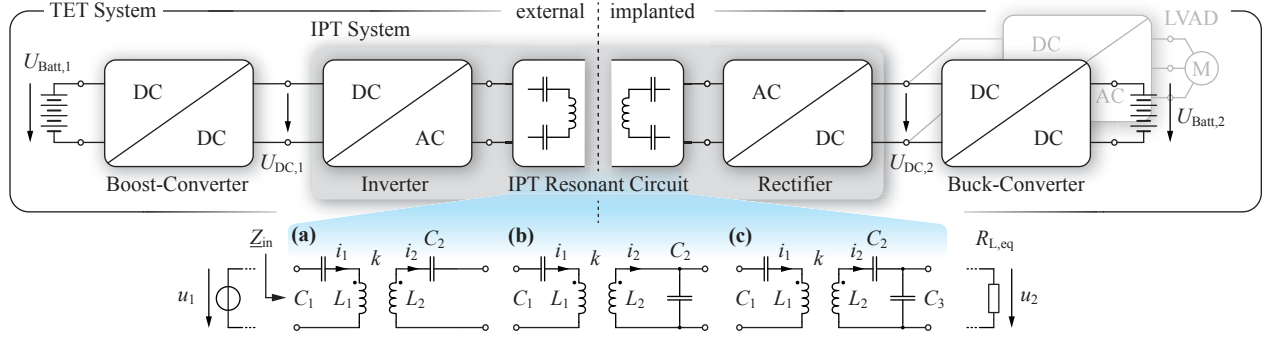 TET System
external
implanted
IPT System
LVAD
U_Batt,1
DC
DC
DC
AC
AC
DC
DC
DC
DC
AC
M
U_DC,1
U_DC,2
U_Batt,2
Boost-Converter
Inverter
IPT Resonant Circuit
Rectifier
Buck-Converter
Z_in
(a)
(b)
(c)
R_L,eq
u_1
C_1
i_1
L_1
k
i_2
L_2
C_2
C_1
i_1
L_1
k
i_2
L_2
C_2
C_1
i_1
L_1
k
i_2
L_2
C_2
C_3
u_2